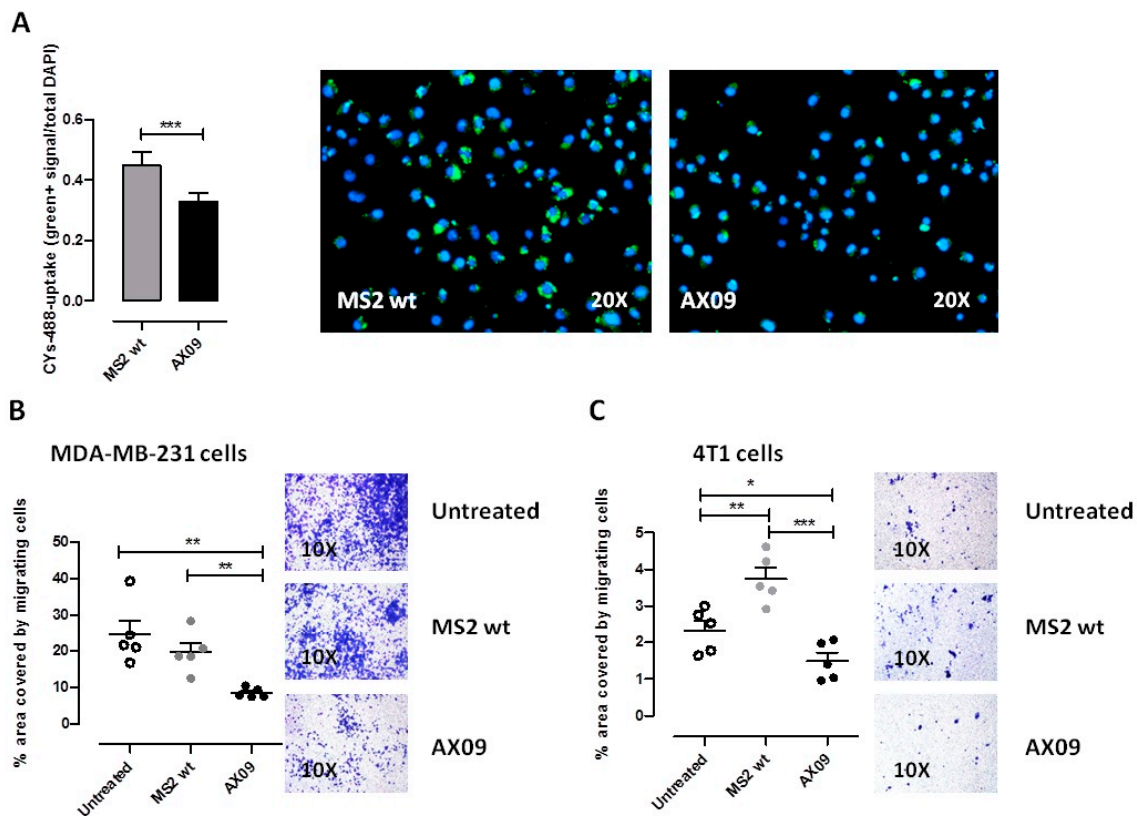 A
CYs-488-uptake (green+ signal/total DAPI)
0.6
0.4
0.2
0.0
***
MS2 wt
AX09
MS2 wt
20X
AX09
20X
B
MDA-MB-231 cells
% area covered by migrating cells
50
40
30
20
10
0
**
**
Untreated
MS2 wt
AX09
10X
Untreated
10X
MS2 wt
10X
AX09
C
4T1 cells
% area covered by migrating cells
5
4
3
2
1
0
*
**
***
Untreated
MS2 wt
AX09
10X
Untreated
10X
MS2 wt
10X
AX09